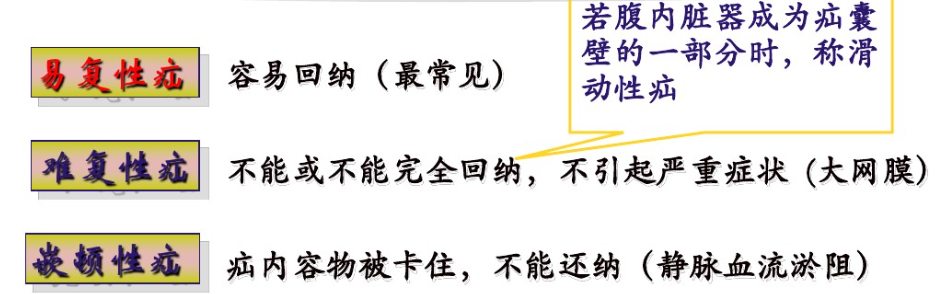 若腹内脏器成为疝囊
壁的一部分时，称滑
动性疝
易复性疝 容易回纳（最常见）
难复性疝 不能或不能完全回纳，不引起严重症状（大网膜）
嵌顿性疝 疝内容物被卡住，不能还纳（静脉血流淤阻）